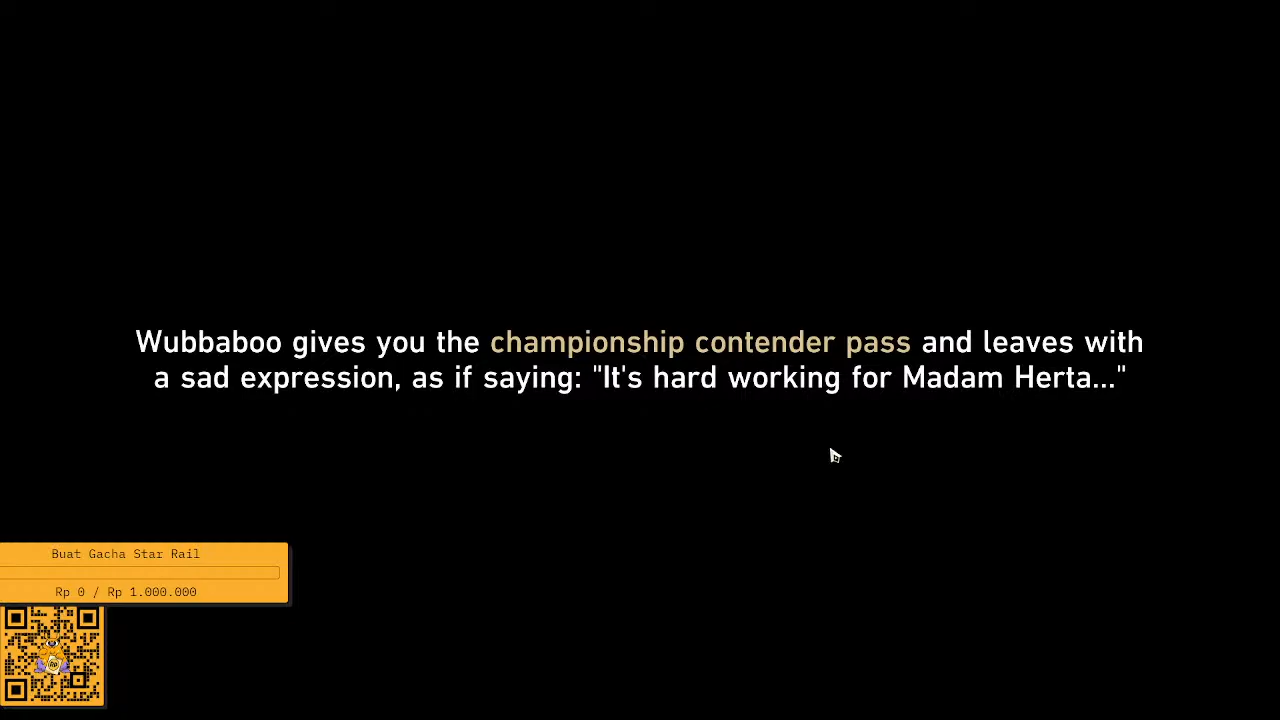 Wubbaboo gives you the championship contender pass and leaves with
a sad expression, as if saying: "It's hard working for Madam Herta..."
Buat Gacha Star Rail
Rp 0 / Rp 1.000.000